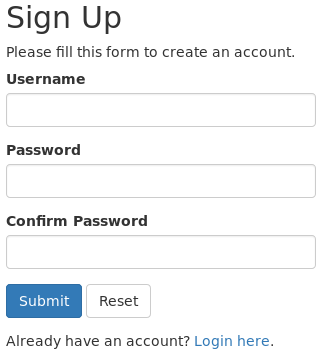 Sign Up
Please fill this form to create an account.
Username
Password
Confirm Password
Submit Reset
Already have an account? Login here.